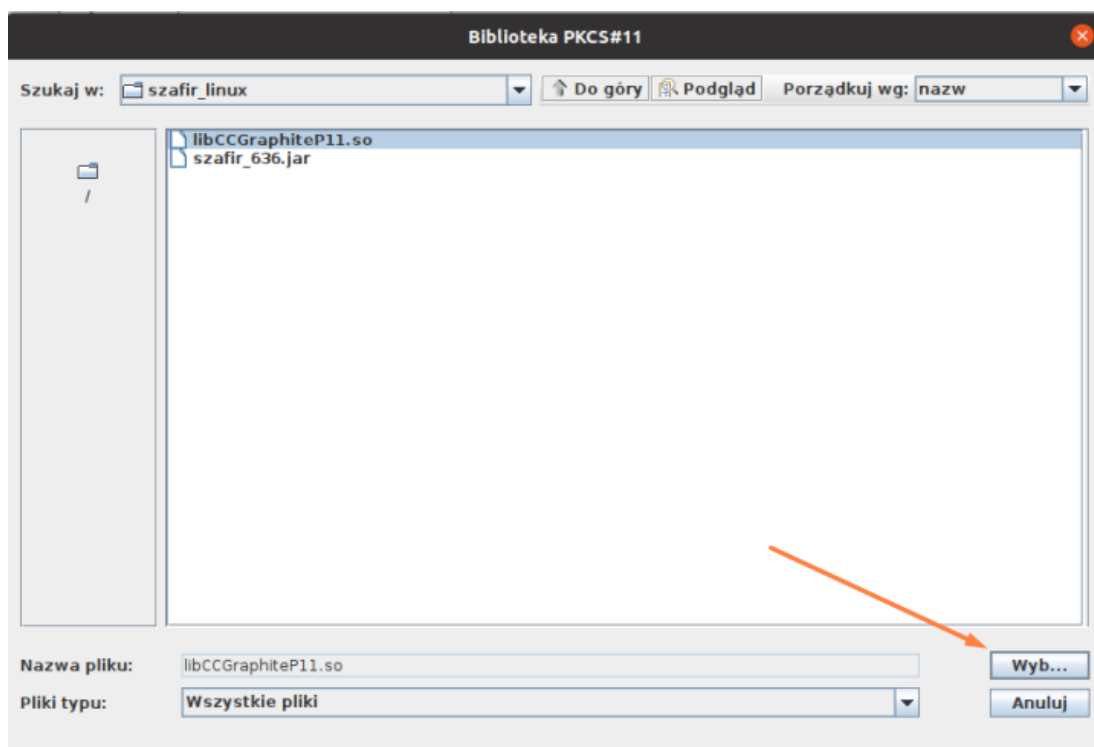 Biblioteka PKCS#11
Szukaj w: szafir_linux Do góry Podgląd Porządkuj wg: nazw
libCCGraphiteP11.so
szafir_636.jar
/
Nazwa pliku: libCCGraphiteP11.so Wyb...
Pliki typu: Wszystkie pliki Anuluj